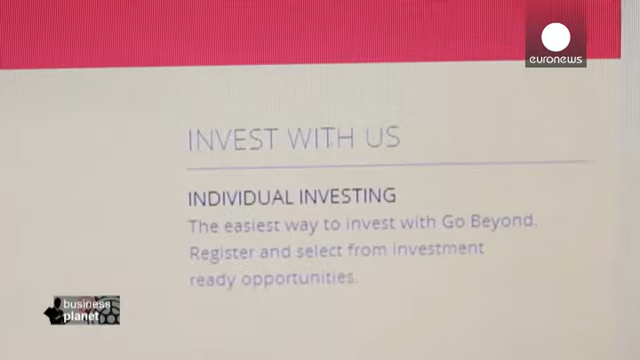 euronews
INVEST WITH US
INDIVIDUAL INVESTING
The easiest way to invest with Go Beyond.
Register and select from investment
ready opportunities.
business
planet